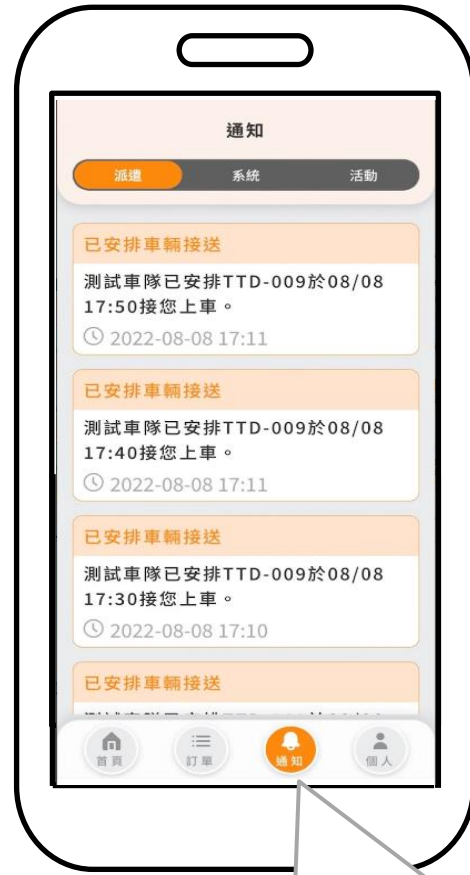 通知
派遣 系統 活動
已安排車輛接送
測試車隊已安排TTD-009於08/08
17:50接您上車。
2022-08-08 17:11
已安排車輛接送
測試車隊已安排TTD-009於08/08
17:40接您上車。
2022-08-08 17:11
已安排車輛接送
測試車隊已安排TTD-009於08/08
17:30接您上車。
2022-08-08 17:10
已安排車輛接送
首頁 訂單 通知 個人